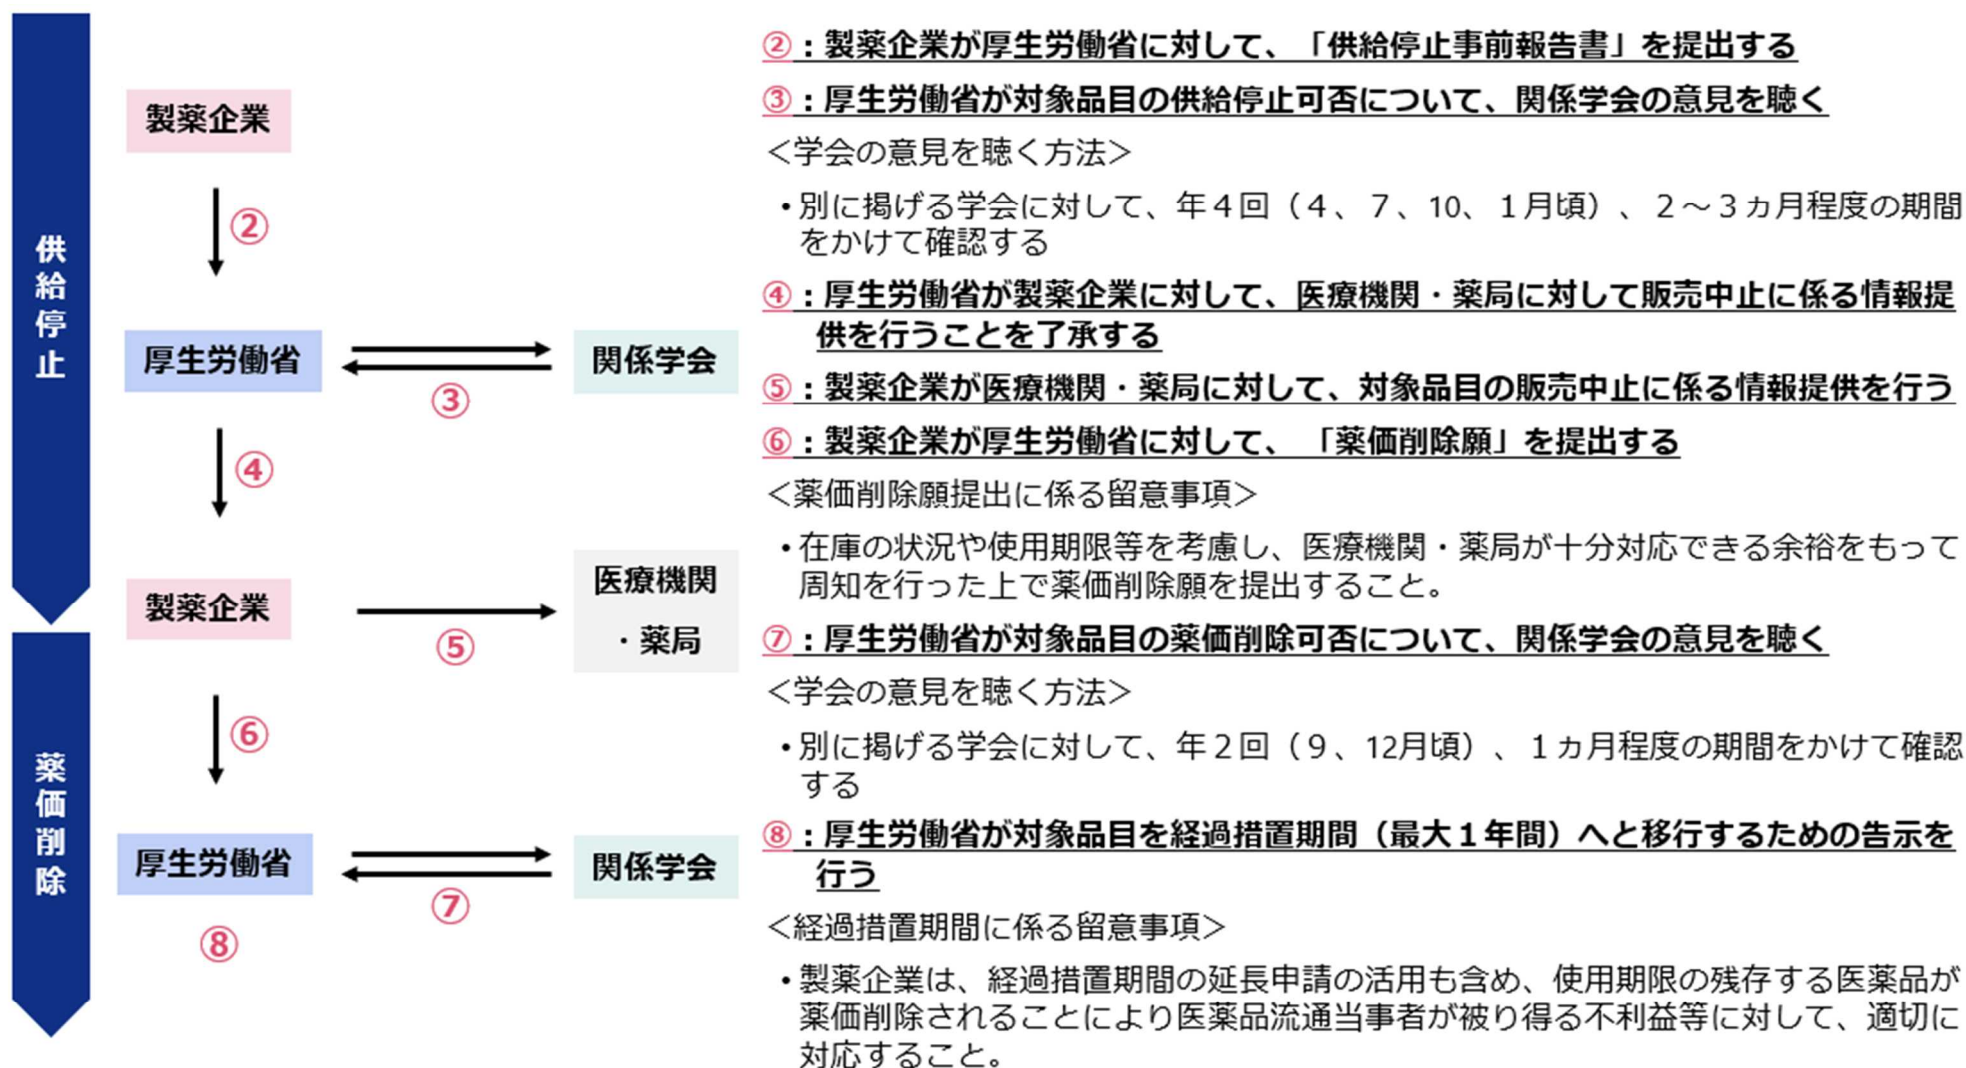 供給停止
製薬企業
②
厚生労働省
関係学会
③
④
製薬企業
医療機関
・薬局
⑤
薬価削除
⑥
厚生労働省
関係学会
⑦
⑧
②：製薬企業が厚生労働省に対して、「供給停止事前報告書」を提出する
③：厚生労働省が対象品目の供給停止可否について、関係学会の意見を聴く
＜学会の意見を聴く方法＞
・別に掲げる学会に対して、年４回（４、７、10、１月頃）、２～３ヵ月程度の期間
をかけて確認する
④：厚生労働省が製薬企業に対して、医療機関・薬局に対して販売中止に係る情報提
供を行うことを了承する
⑤：製薬企業が医療機関・薬局に対して、対象品目の販売中止に係る情報提供を行う
⑥：製薬企業が厚生労働省に対して、「薬価削除願」を提出する
＜薬価削除願提出に係る留意事項＞
・在庫の状況や使用期限等を考慮し、医療機関・薬局が十分対応できる余裕をもって
周知を行った上で薬価削除願を提出すること。
⑦：厚生労働省が対象品目の薬価削除可否について、関係学会の意見を聴く
＜学会の意見を聴く方法＞
・別に掲げる学会に対して、年２回（９、12月頃）、１ヵ月程度の期間をかけて確認
する
⑧：厚生労働省が対象品目を経過措置期間（最大１年間）へと移行するための告示を
行う
＜経過措置期間に係る留意事項＞
・製薬企業は、経過措置期間の延長申請の活用も含め、使用期限の残存する医薬品が
薬価削除されることにより医薬品流通当事者が被り得る不利益等に対して、適切に
対応すること。